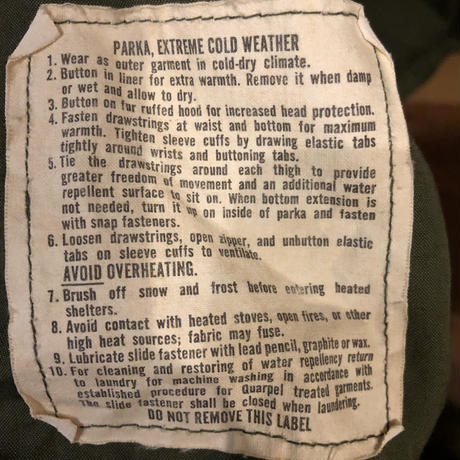 PARKA, EXTREME COLD WEATHER
1. Wear as outer garment in cold-dry climate.
2. Button in liner for extra warmth. Remove it when damp
or wet and allow to dry.
3. Button on fur ruffed hood for increased head protection.
4. Fasten drawstrings at waist and bottom for maximum
warmth. Tighten sleeve cuffs by drawing elastic tabs
tightly around wrists and buttoning tabs.
5. Tie the drawstrings around each thigh to provide
greater freedom of movement and an additional water
repellent surface to sit on. When bottom extension is
not needed, turn it up on inside of parka and fasten
with snap fasteners.
6. Loosen drawstrings, open zipper, and unbutton elastic
tabs on sleeve cuffs to ventilate.
AVOID OVERHEATING.
7. Brush off snow and frost before entering heated
shelters.
8. Avoid contact with heated stoves, open fires, or other
high heat sources; fabric may fuse.
9. Lubricate slide fastener with lead pencil, graphite or wax.
10. For cleaning and restoring of water repellency return
to laundry for machine washing in accordance with
established procedure for Quarpel treated garments.
The slide fastener shall be closed when laundering.
DO NOT REMOVE THIS LABEL